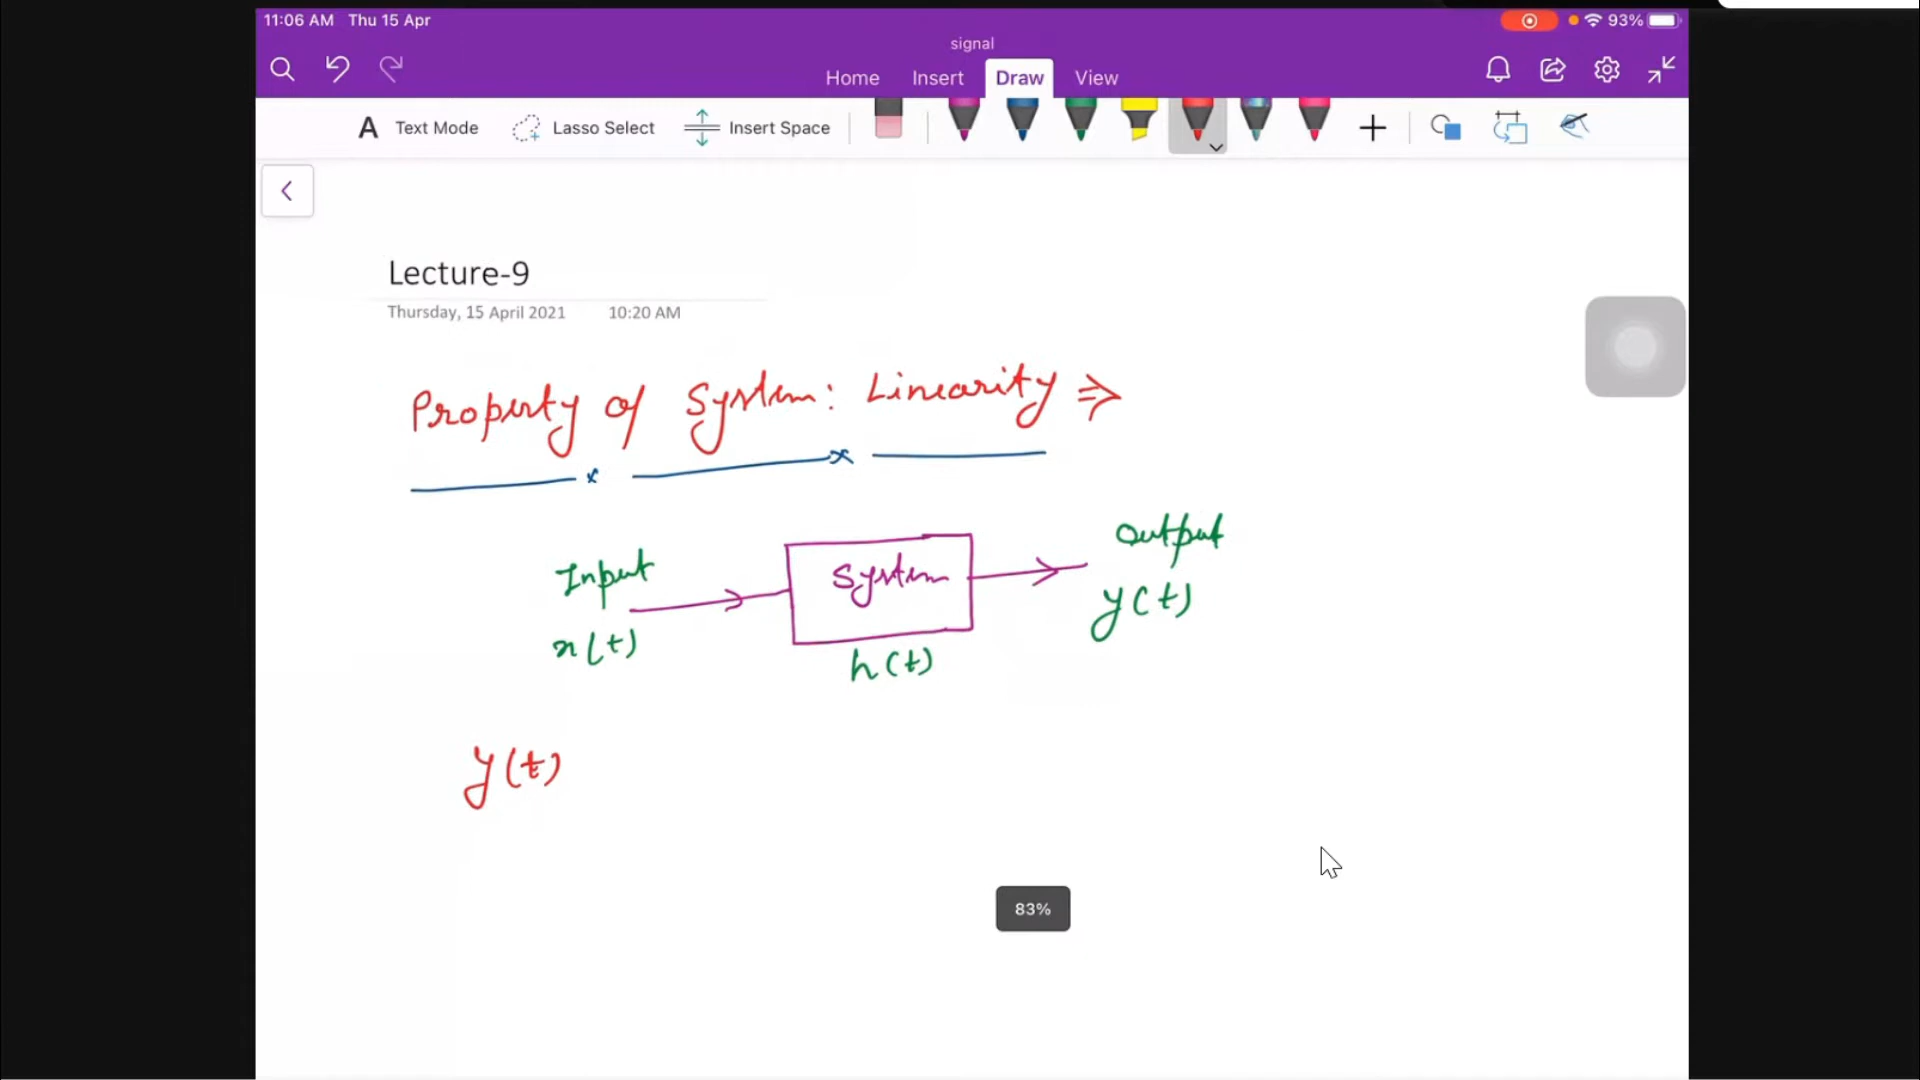 11:06 AM Thu 15 Apr 93%
signal
Home Insert Draw View
A Text Mode Lasso Select Insert Space
Lecture-9
Thursday, 15 April 2021 10:20 AM
Property of System: Linearity ⇒
Input System Output
x(t) h(t) y(t)
y(t)
83%